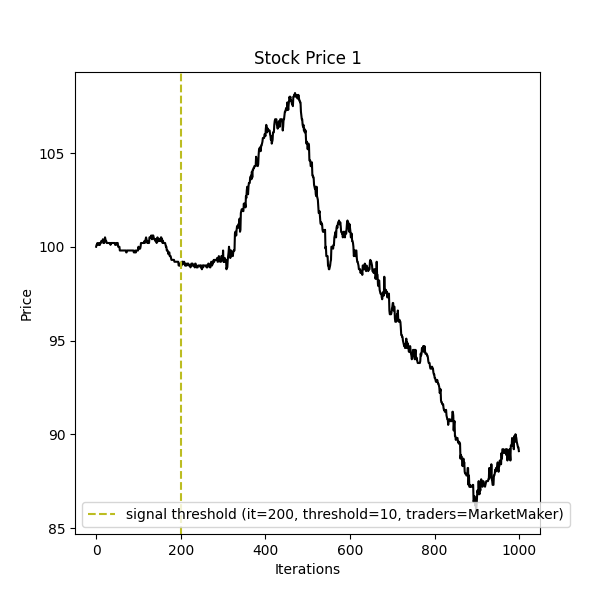 Stock Price 1
105
100
95
90
85
Price
signal threshold (it=200, threshold=10, traders=MarketMaker)
0 200 400 600 800 1000
Iterations